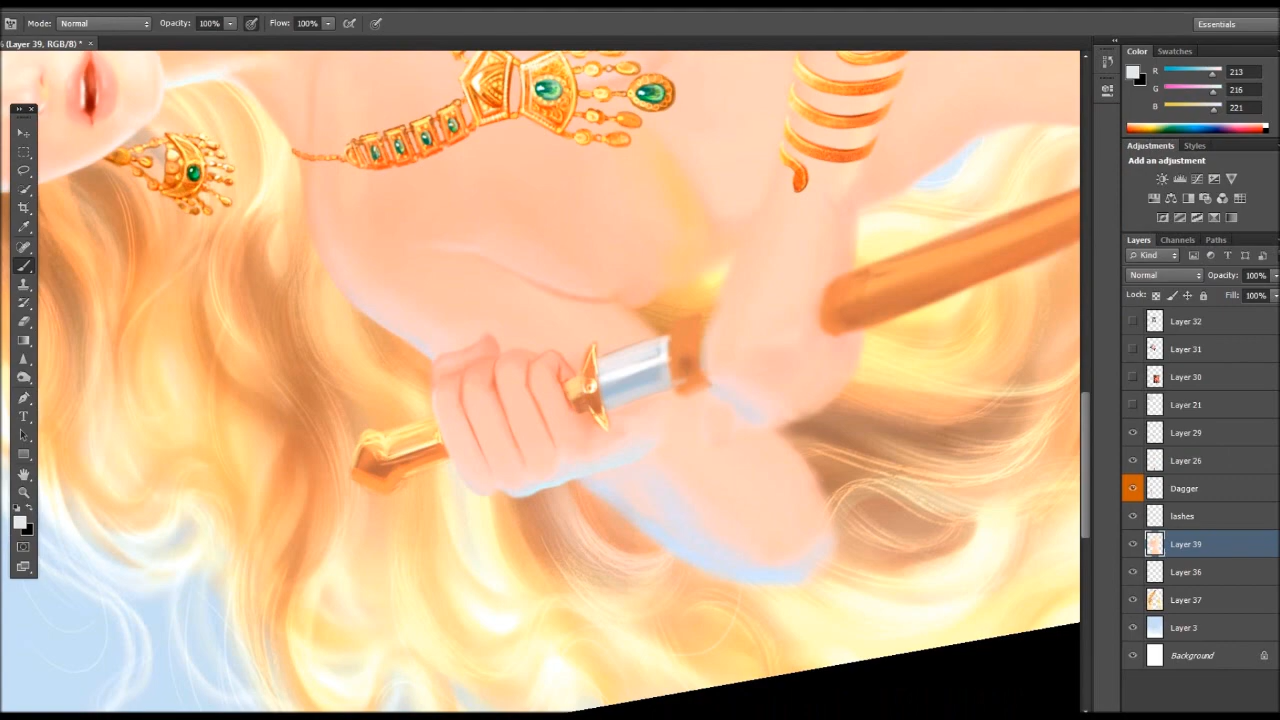 Mode: Normal Opacity: 100% Flow: 100% Essentials
% (Layer 39, RGB/8) * ×
Color Swatches
R 213
G 216
B 221
Adjustments Styles
Add an adjustment
Layers Channels Paths
Kind
Normal Opacity: 100%
Lock: Fill: 100%
Layer 32
Layer 31
Layer 30
Layer 21
Layer 29
Layer 26
Dagger
lashes
Layer 39
Layer 36
Layer 37
Layer 3
Background